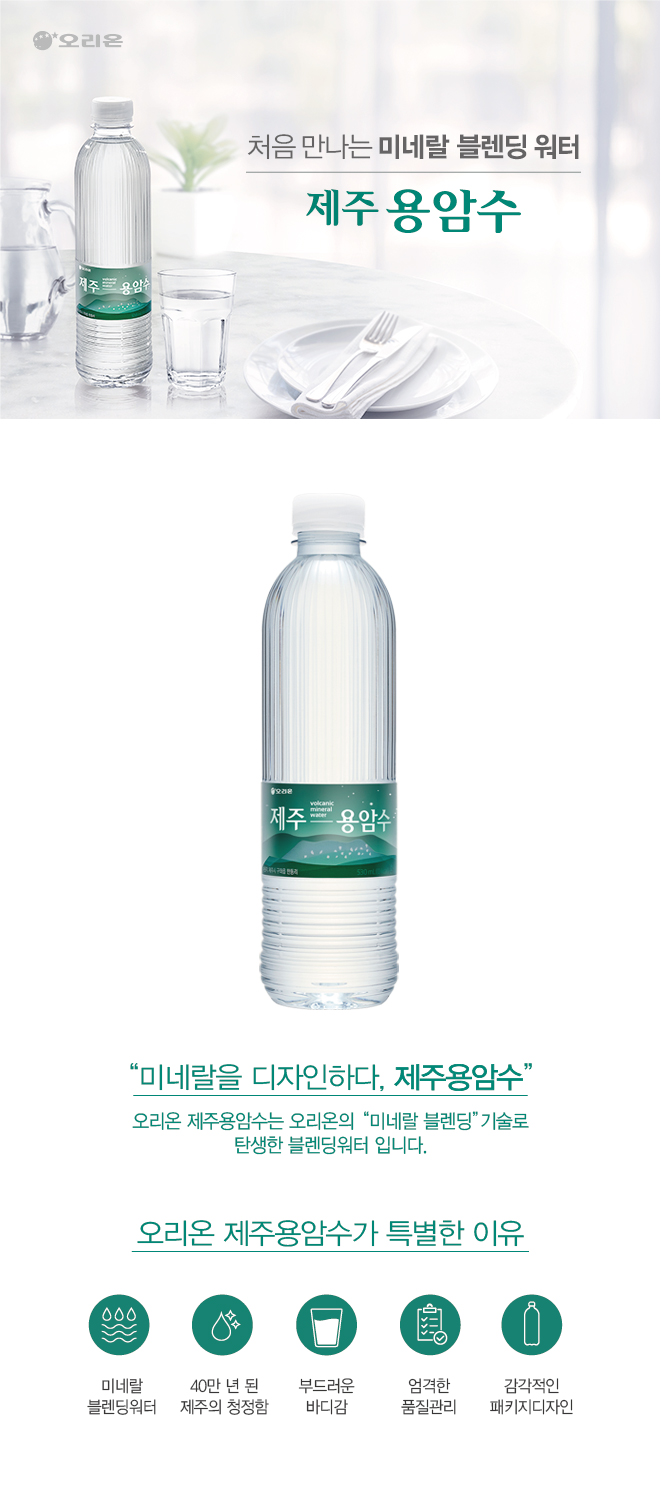 오리온
처음 만나는 미네랄 블렌딩 워터
제주 용암수
제주 volcanic mineral water 용암수
오리온
volcanic
mineral
water
제주 용암수
“미네랄을 디자인하다, 제주용암수”
오리온 제주용암수는 오리온의 “미네랄 블렌딩” 기술로
탄생한 블렌딩워터 입니다.
오리온 제주용암수가 특별한 이유
미네랄
블렌딩워터
40만 년 된
제주의 청정함
부드러운
바디감
엄격한
품질관리
감각적인
패키지디자인